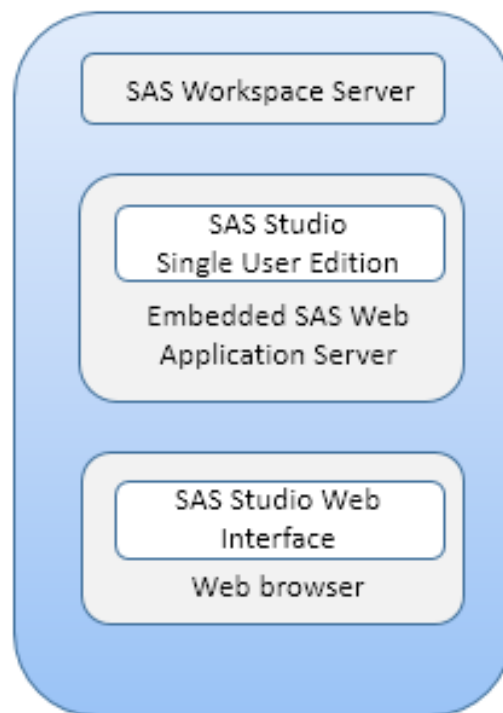 SAS Workspace Server
SAS Studio
Single User Edition
Embedded SAS Web
Application Server
SAS Studio Web
Interface
Web browser